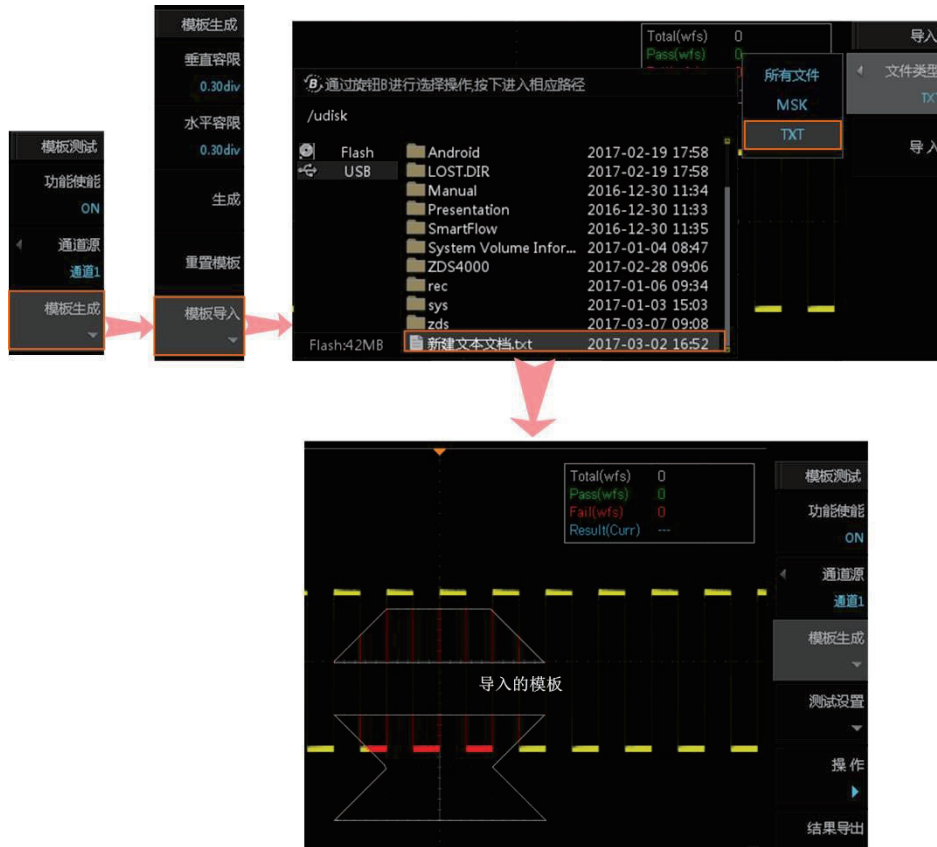 模板测试
功能使能
ON
通道源
通道1
模板生成
模板生成
垂直容限
0.30div
水平容限
0.30div
生成
重置模板
模板导入
Total(wfs) 0
Pass(wfs) 0
通过旋钮B进行选择操作,按下进入相应路径
/udisk
Flash
USB
Android 2017-02-19 17:58
LOST.DIR 2017-02-19 17:58
Manual 2016-12-30 11:34
Presentation 2016-12-30 11:33
SmartFlow 2016-12-30 11:35
System Volume Infor... 2017-01-04 08:47
ZDS4000 2017-02-28 09:06
rec 2017-01-06 09:34
sys 2017-01-03 15:03
zds 2017-03-07 09:08
新建文本文档.txt 2017-03-02 16:52
Flash:42MB
所有文件
MSK
TXT
导入
文件类型
TXT
导入
Total(wfs) 0
Pass(wfs) 0
Fail(wfs) 0
Result(Curr) ---
导入的模板
模板测试
功能使能
ON
通道源
通道1
模板生成
测试设置
操作
结果导出